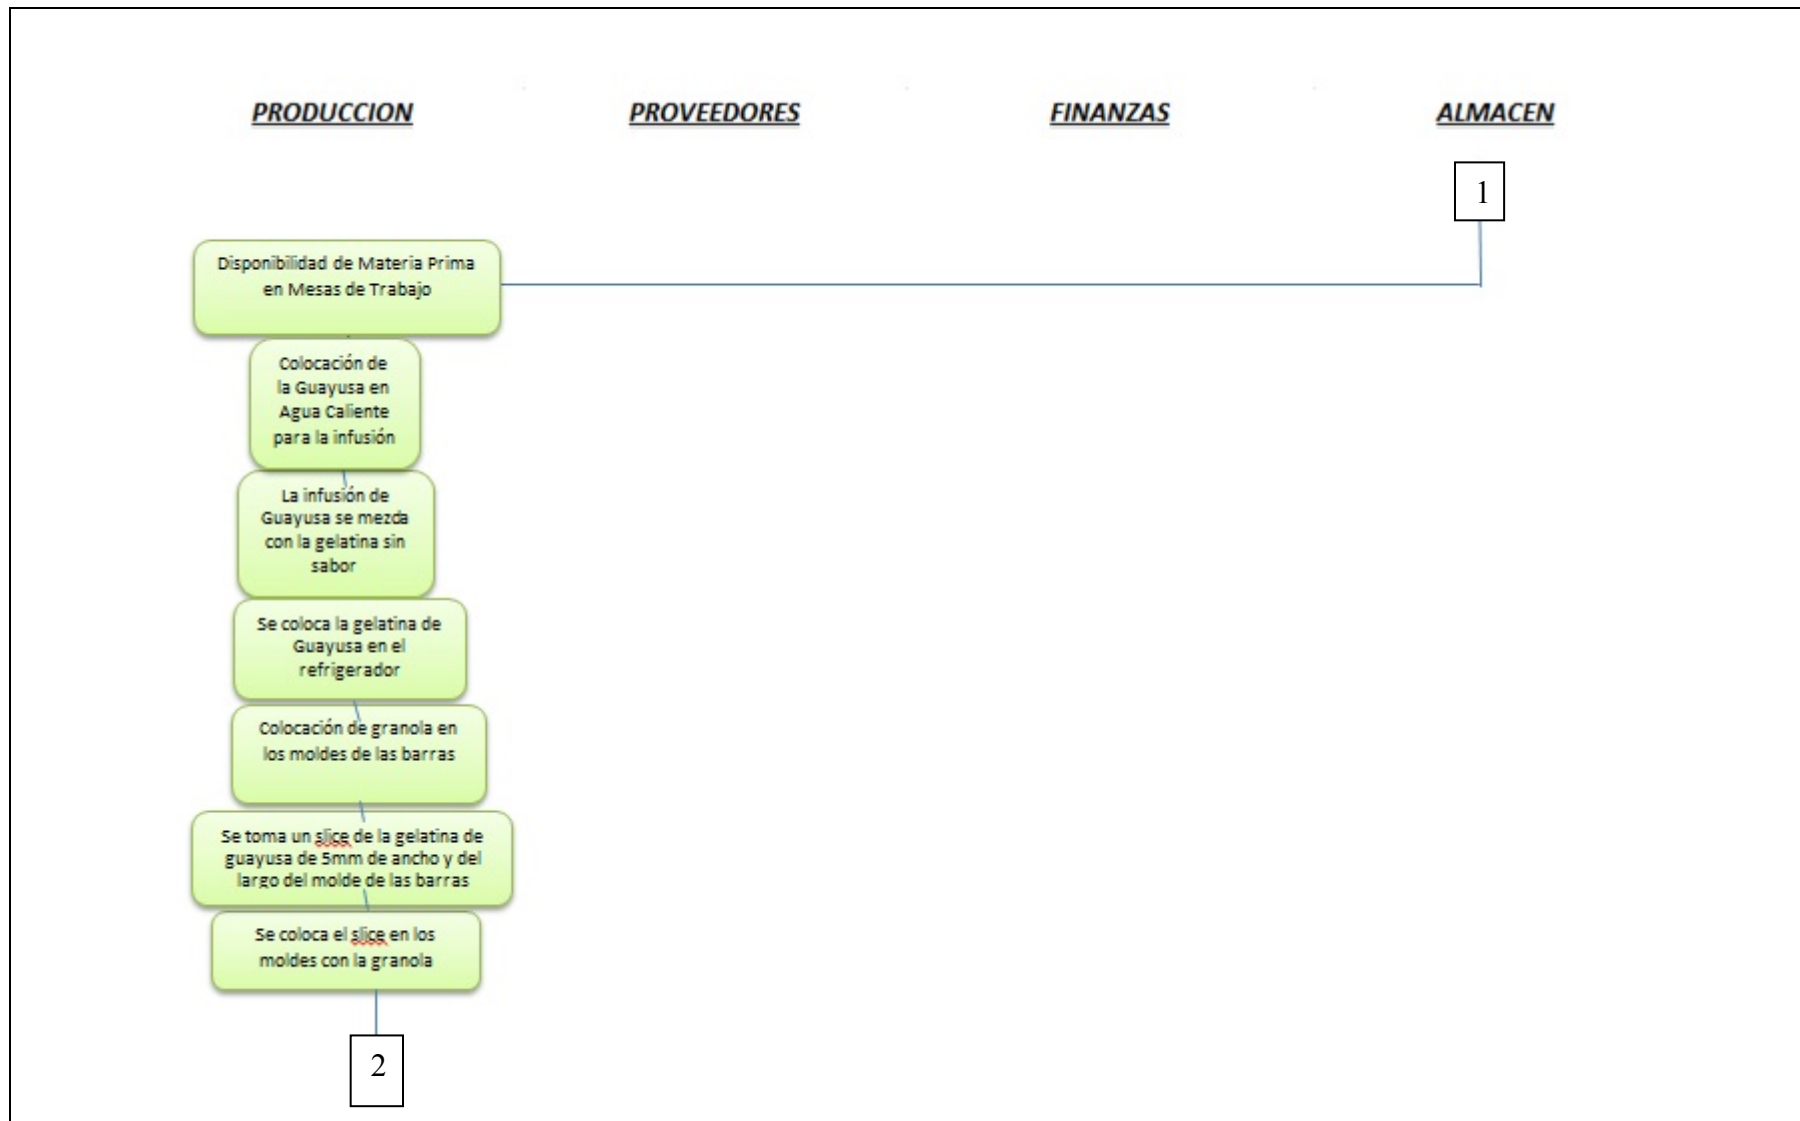 PRODUCCION PROVEEDORES FINANZAS ALMACEN
1
Disponibilidad de Materia Prima
en Mesas de Trabajo
Colocación de
la Guayusa en
Agua Caliente
para la infusión
La infusión de
Guayusa se mezcla
con la gelatina sin
sabor
Se coloca la gelatina de
Guayusa en el
refrigerador
Colocación de granola en
los moldes de las barras
Se toma un slice de la gelatina de
guayusa de 5mm de ancho y del
largo del molde de las barras
Se coloca el slice en los
moldes con la granola
2